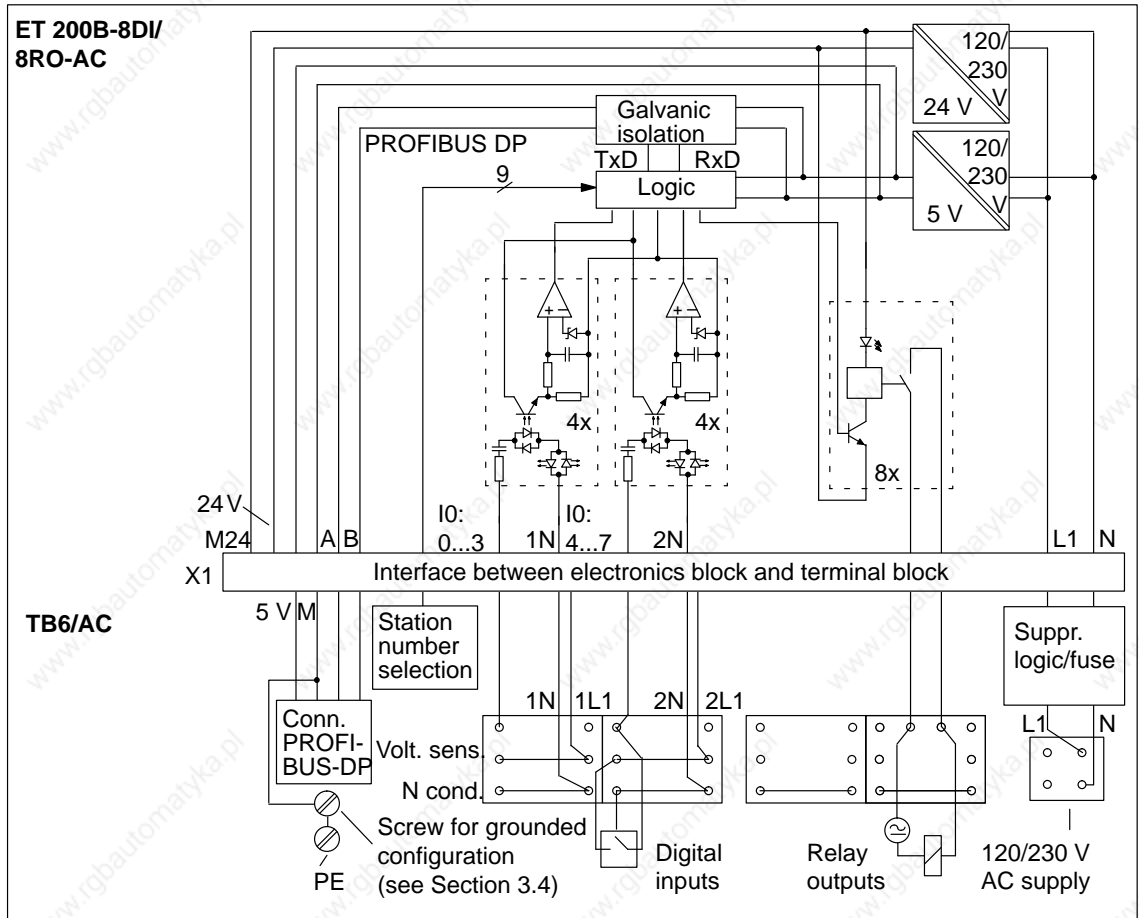 ET 200B-8DI/
8RO-AC
120/
230
V
24 V
Galvanic
isolation
PROFIBUS DP
TxD RxD
120/
230
V
5 V
9
Logic
4x
4x
8x
24 V
M24
A B
I0:
0...3
1N
I0:
4...7
2N
L1 N
X1
Interface between electronics block and terminal block
TB6/AC
5 V M
Station
number
selection
Suppr.
logic/fuse
1N 1L1 2N 2L1
L1 N
Conn.
PROFI-
BUS-DP
Volt. sens.
N cond.
Screw for grounded
configuration
(see Section 3.4)
PE
Digital
inputs
Relay
outputs
120/230 V
AC supply
www.rgbautomatyka.pl